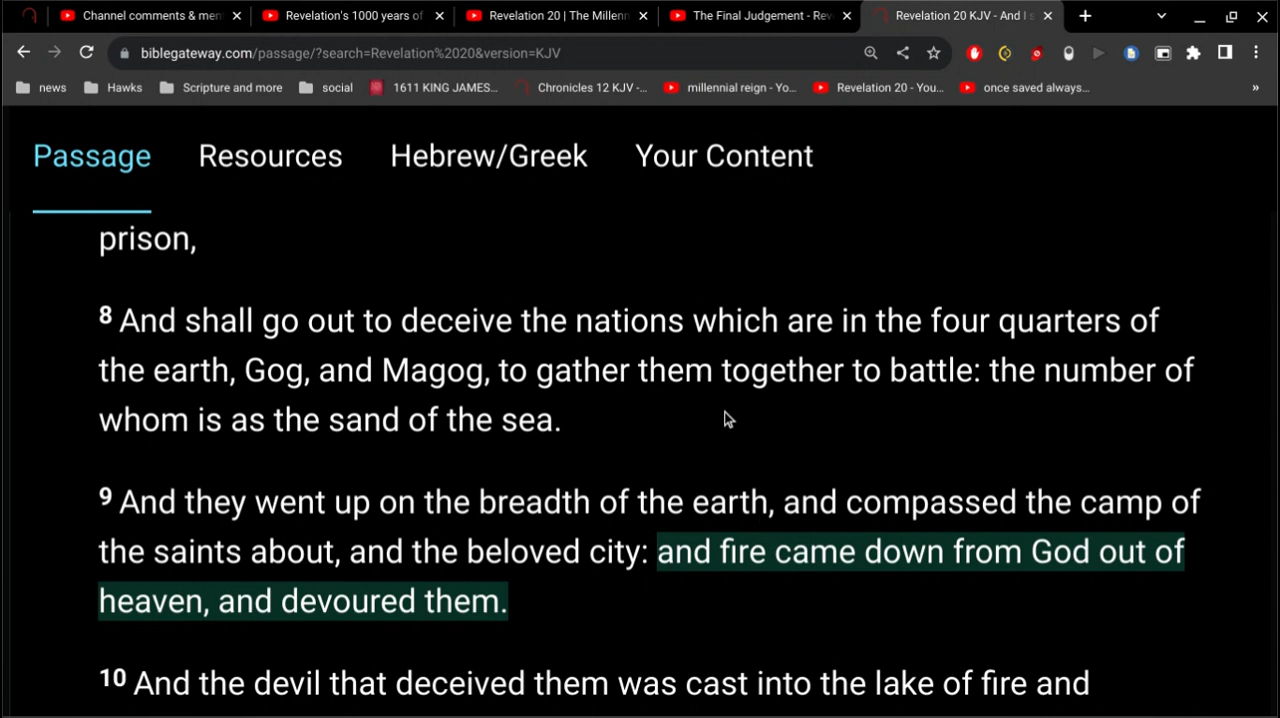 Channel comments & men
Revelation's 1000 years of
Revelation 20 | The Millenn
The Final Judgement - Rev
Revelation 20 KJV - And I s
biblegateway.com/passage/?search=Revelation%2020&version=KJV
news
Hawks
Scripture and more
social
1611 KING JAMES...
Chronicles 12 KJV -...
millennial reign - Yo...
Revelation 20 - You...
once saved always...
»
Passage
Resources
Hebrew/Greek
Your Content
prison,
8 And shall go out to deceive the nations which are in the four quarters of
the earth, Gog, and Magog, to gather them together to battle: the number of
whom is as the sand of the sea.
9 And they went up on the breadth of the earth, and compassed the camp of
the saints about, and the beloved city: and fire came down from God out of
heaven, and devoured them.
10 And the devil that deceived them was cast into the lake of fire and